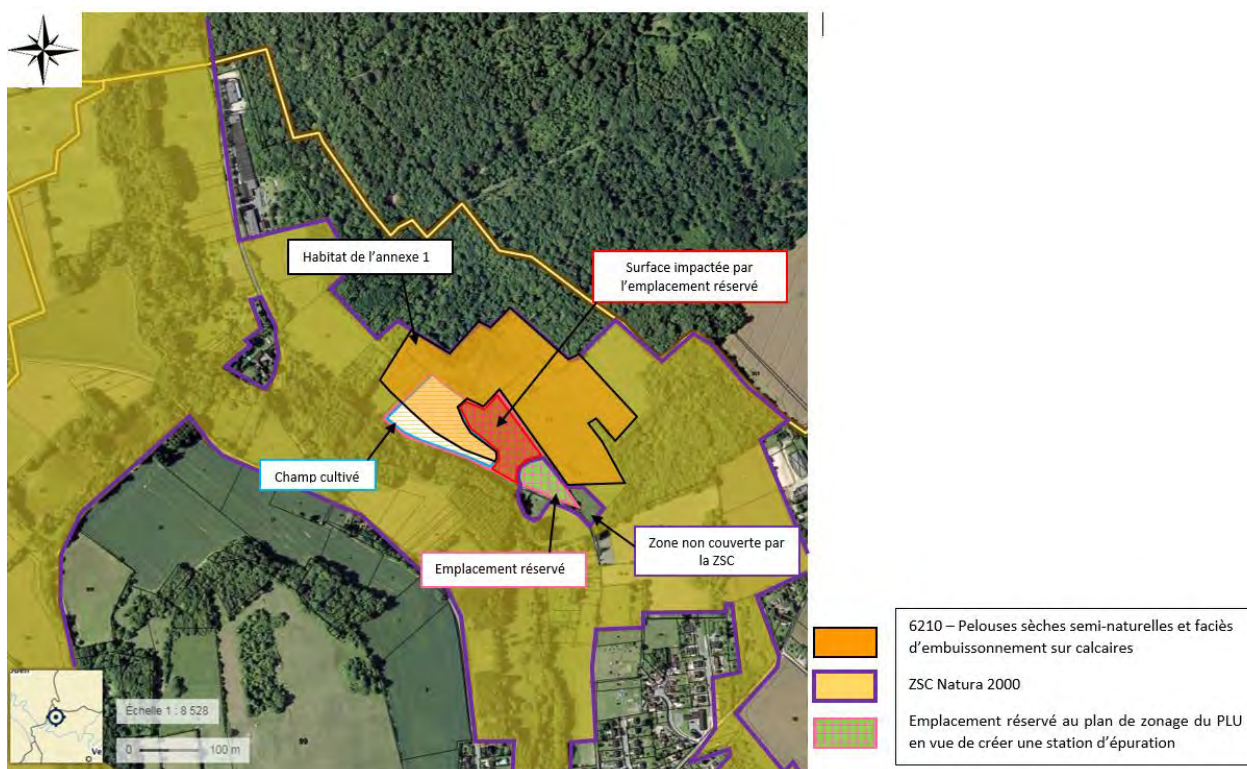 Habitat de l'annexe 1
Surface impactée par
l'emplacement réservé
Champ cultivé
Emplacement réservé
Zone non couverte par
la ZSC
6210 – Pelouses sèches semi-naturelles et faciès
d'embuissonnement sur calcaires
ZSC Natura 2000
Emplacement réservé au plan de zonage du PLU
en vue de créer une station d'épuration
Échelle 1 : 8 528
0 100 m
Ve